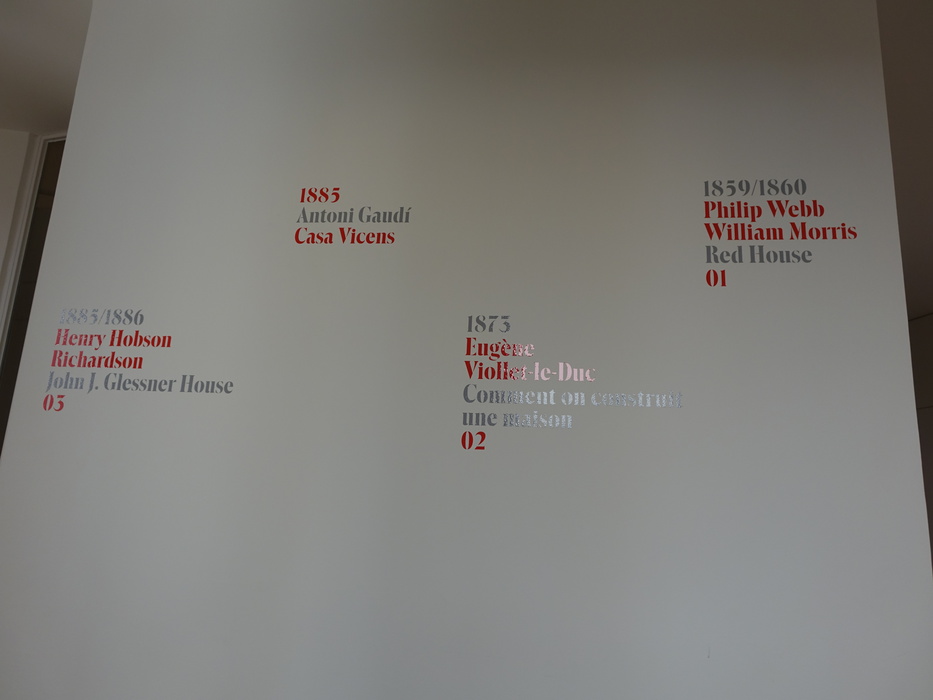 1885
Antoni Gaudí
Casa Vicens
1859/1860
Philip Webb
William Morris
Red House
01
1885/1886
Henry Hobson
Richardson
John J. Glessner House
03
1873
Eugène
Viollet-le-Duc
Comment on construit
une maison
02